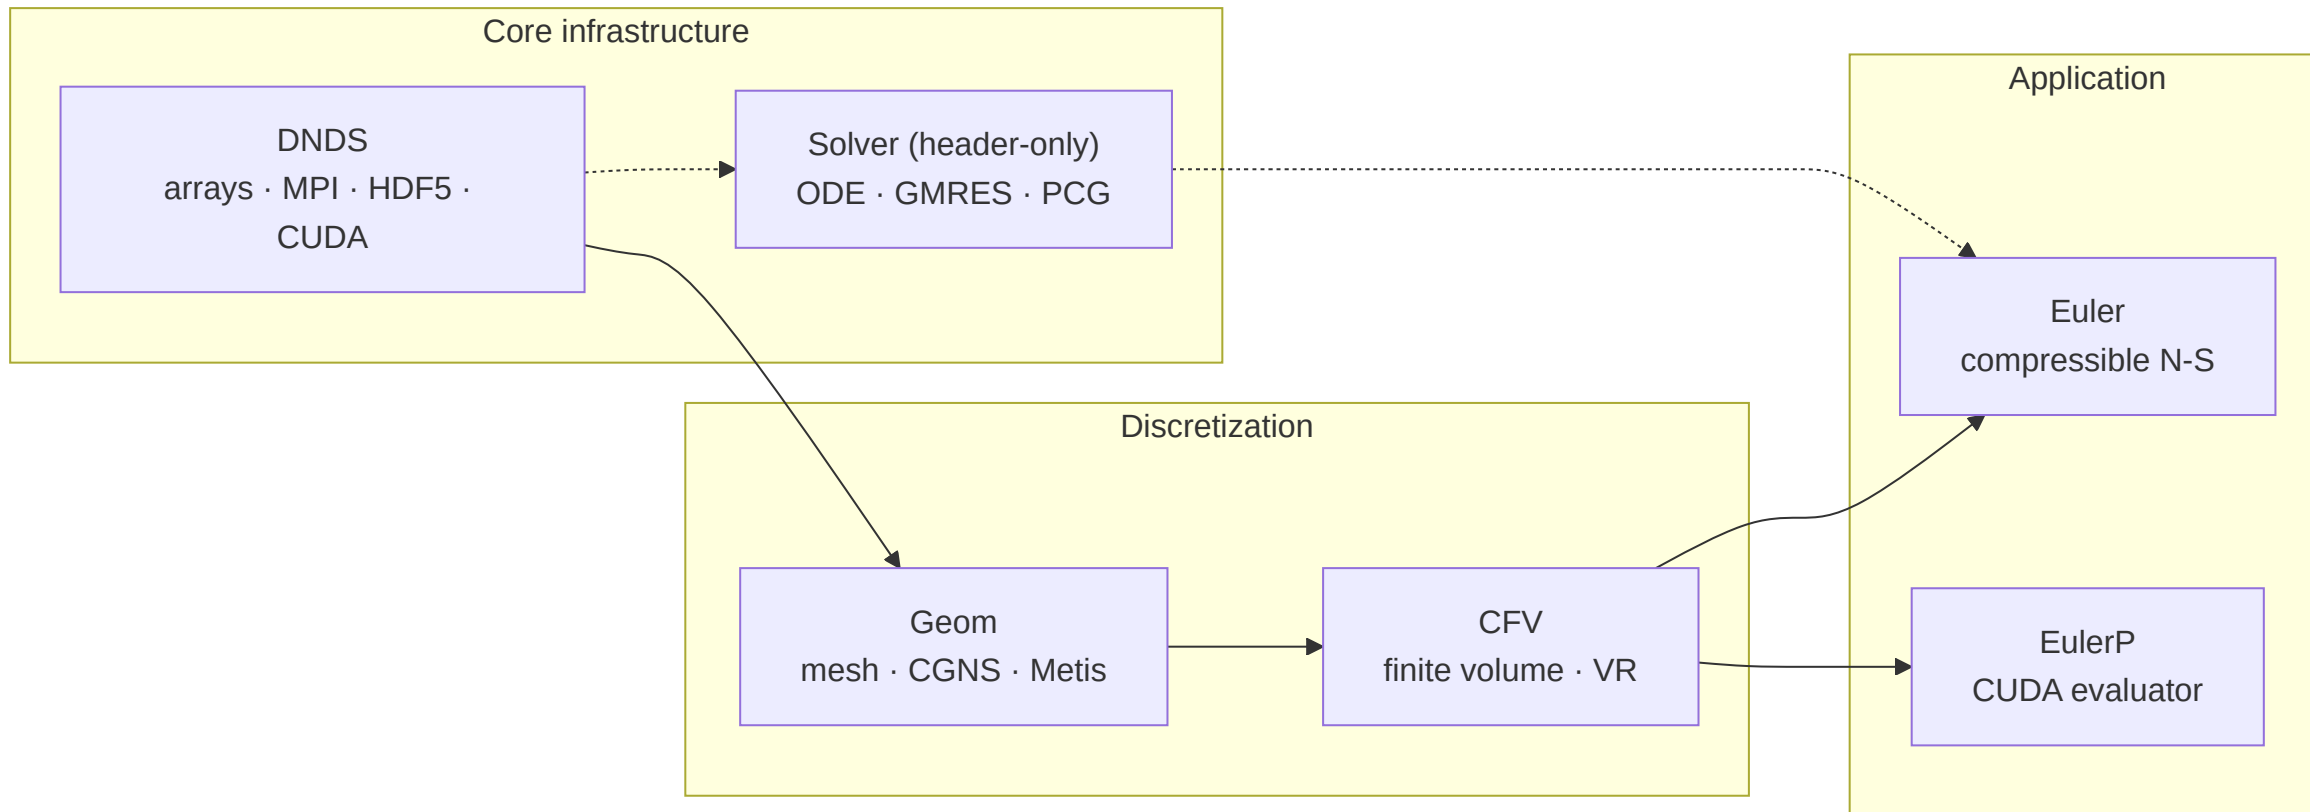 Core infrastructure
DNDS
arrays · MPI · HDF5 ·
CUDA
Solver (header-only)
ODE · GMRES · PCG
Application
Euler
compressible N-S
Discretization
Geom
mesh · CGNS · Metis
CFV
finite volume · VR
EulerP
CUDA evaluator